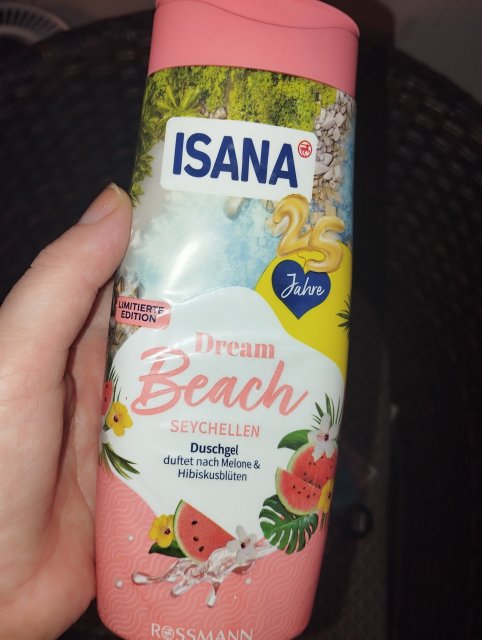 ISANA
25
Jahre
LIMITIERTE
EDITION
Dream
Beach
SEYCHELLEN
Duschgel
duftet nach Melone &
Hibiskusblüten
ROSSMANN